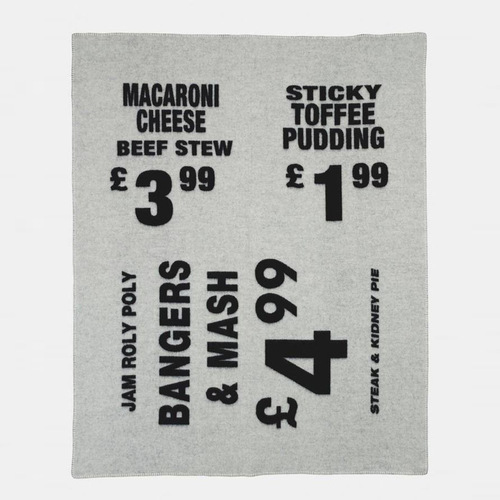 MACARONI
CHEESE
BEEF STEW
£3.99
STICKY
TOFFEE
PUDDING
£1.99
JAM ROLY POLY
BANGERS
& MASH
£4.99
STEAK & KIDNEY PIE